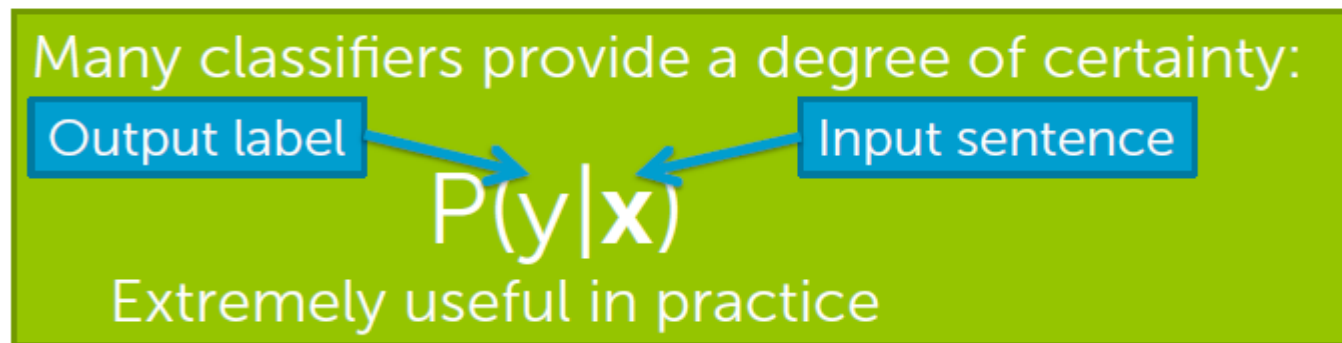 Many classifiers provide a degree of certainty:
Output label
Input sentence
P(y|x)
Extremely useful in practice